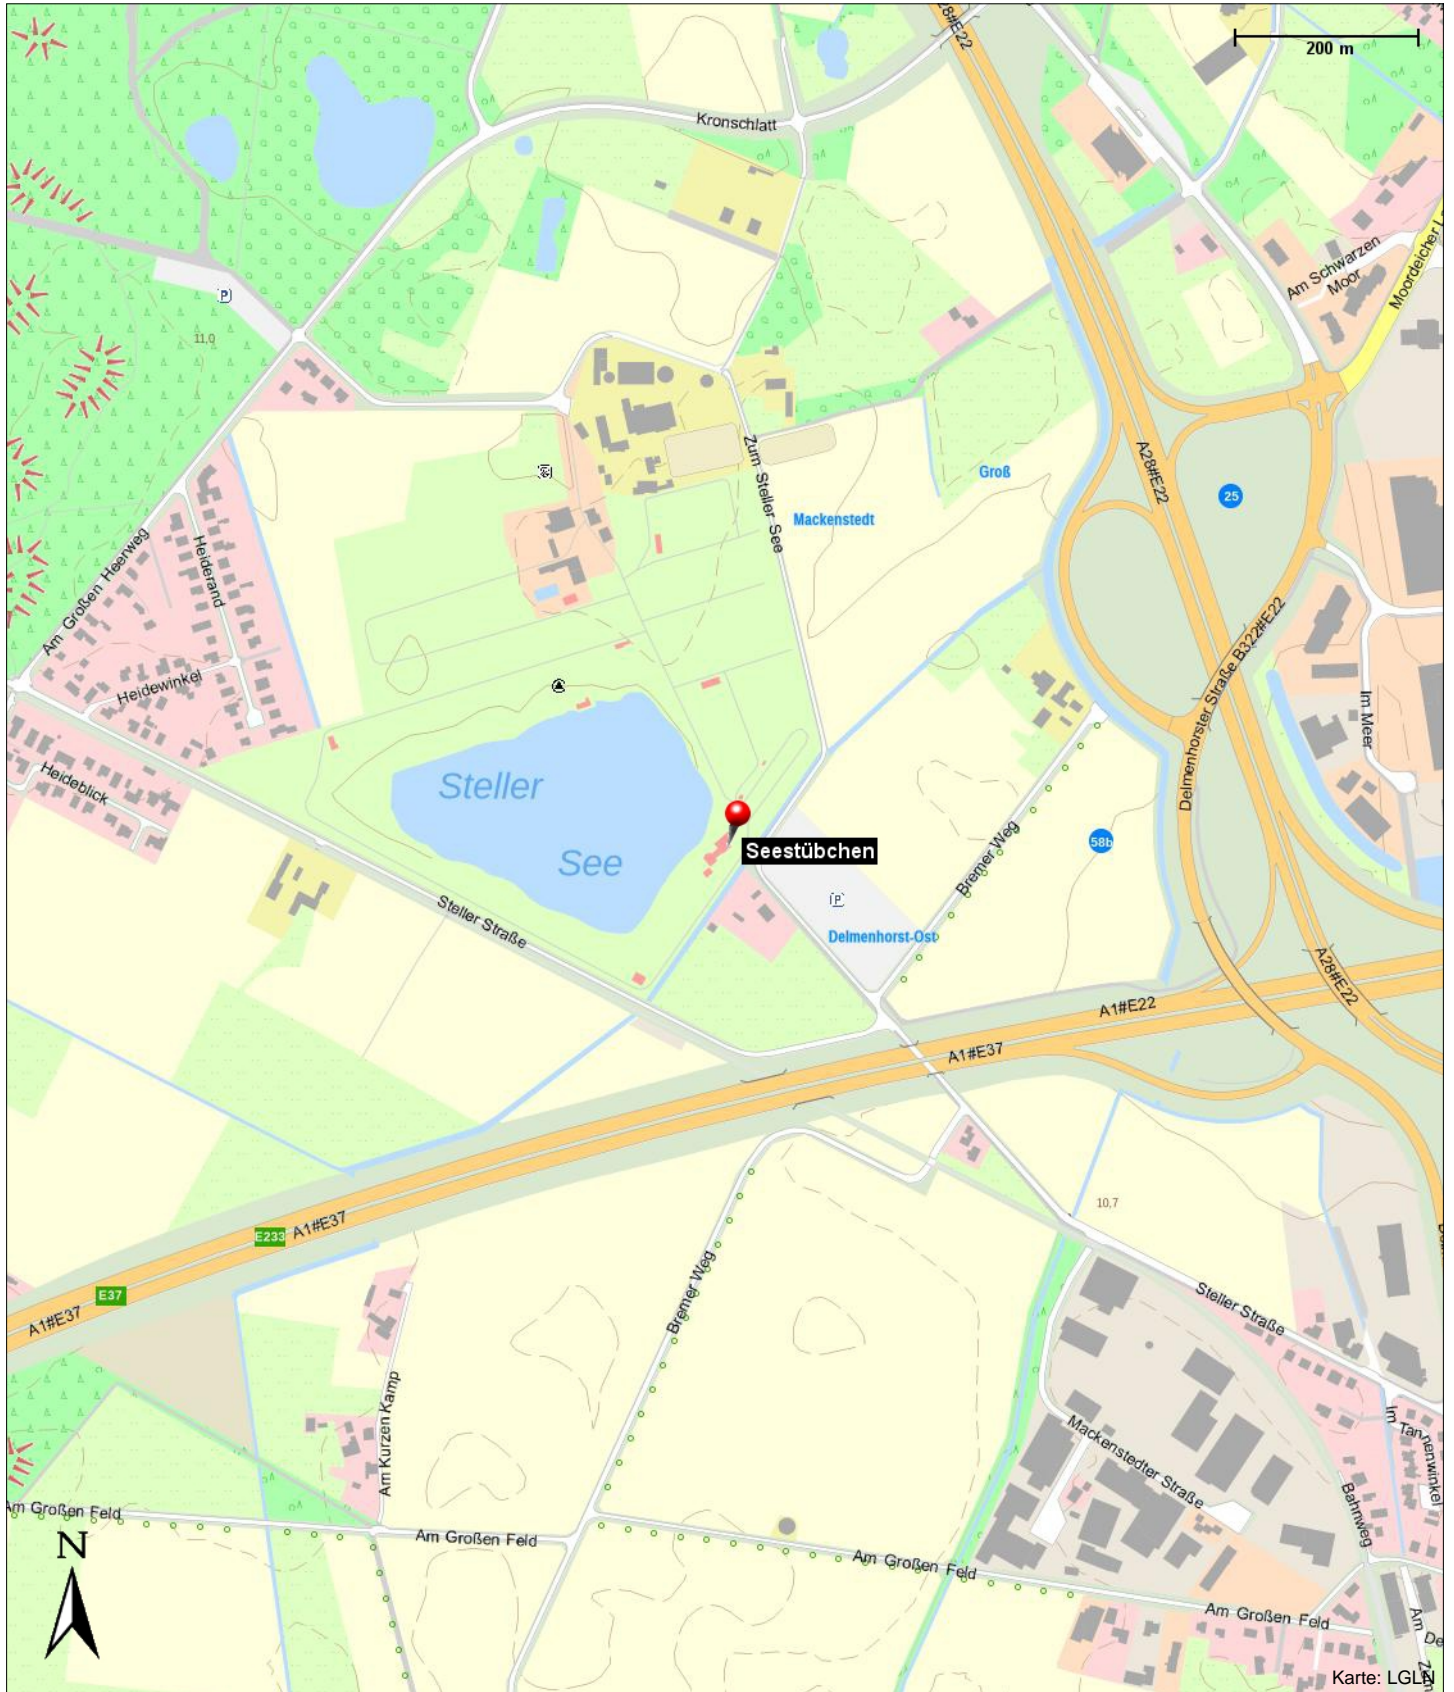 28#E22
200 m
Kronschlatt
P
11,0
Am Schwarzen
Moor
Moordeicher
Zum Steller See
A28#E22
Groß
25
Mackenstedt
Am Großen Heerweg
Heiderand
Heidewinkel
Heideblick
Delmenhorster Straße B322#E22
Im Meer
Steller
See
Seestübchen
58b
Bremer Weg
P
Delmenhorst-Ost
Steller Straße
A28#E22
A1#E22
A1#E37
10,7
E233
A1#E37
E37
A1#E37
Bremer Weg
Steller Straße
Am Kurzen Kamp
Mackenstedter Straße
Im Tannenwinkel
Bahnweg
Am Großen Feld
Am Großen Feld
Am Großen Feld
Am Großen Feld
N
Am De
Karte: LGLN